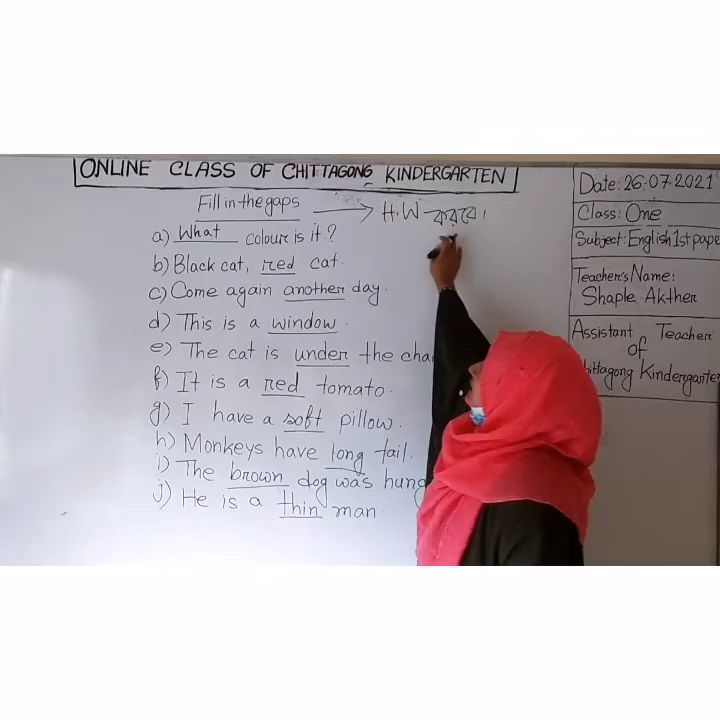 ONLINE CLASS OF CHITTAGONG KINDERGARTEN
Fill in the gaps → H.W করবে।
a) What colour is it?
b) Black cat, red cat.
c) Come again another day.
d) This is a window.
e) The cat is under the cha
f) It is a red tomato.
g) I have a soft pillow.
h) Monkeys have long tail.
i) The brown dog was hung
j) He is a thin man.
Date: 26.07.2021
Class: One
Subject: English 1st pape
Teacher's Name:
Shaple Akther
Assistant Teacher
of
hittagong Kindergarten